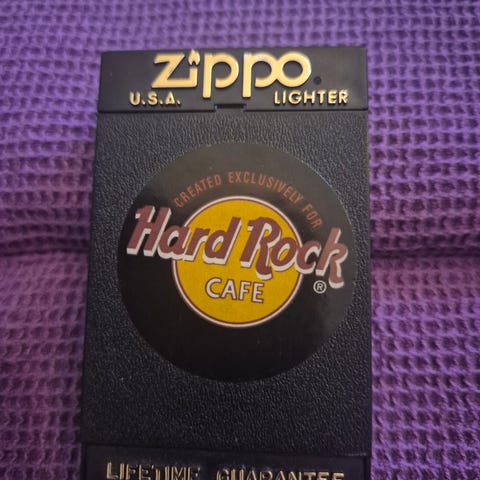 Zippo®
U.S.A. LIGHTER
CREATED EXCLUSIVELY FOR
Hard Rock
CAFE ®
LIFETIME GUARANTEE